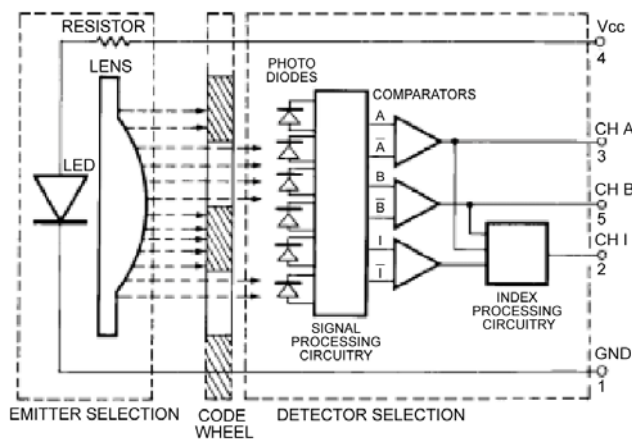 RESISTOR
Vcc
4
LENS
PHOTO
DIODES
COMPARATORS
A
CH A
A̅
3
LED
B
CH B
B̅
5
I
CH I
I̅
2
INDEX
PROCESSING
CIRCUITRY
SIGNAL
PROCESSING
CIRCUITRY
GND
1
EMITTER SELECTION
CODE
WHEEL
DETECTOR SELECTION